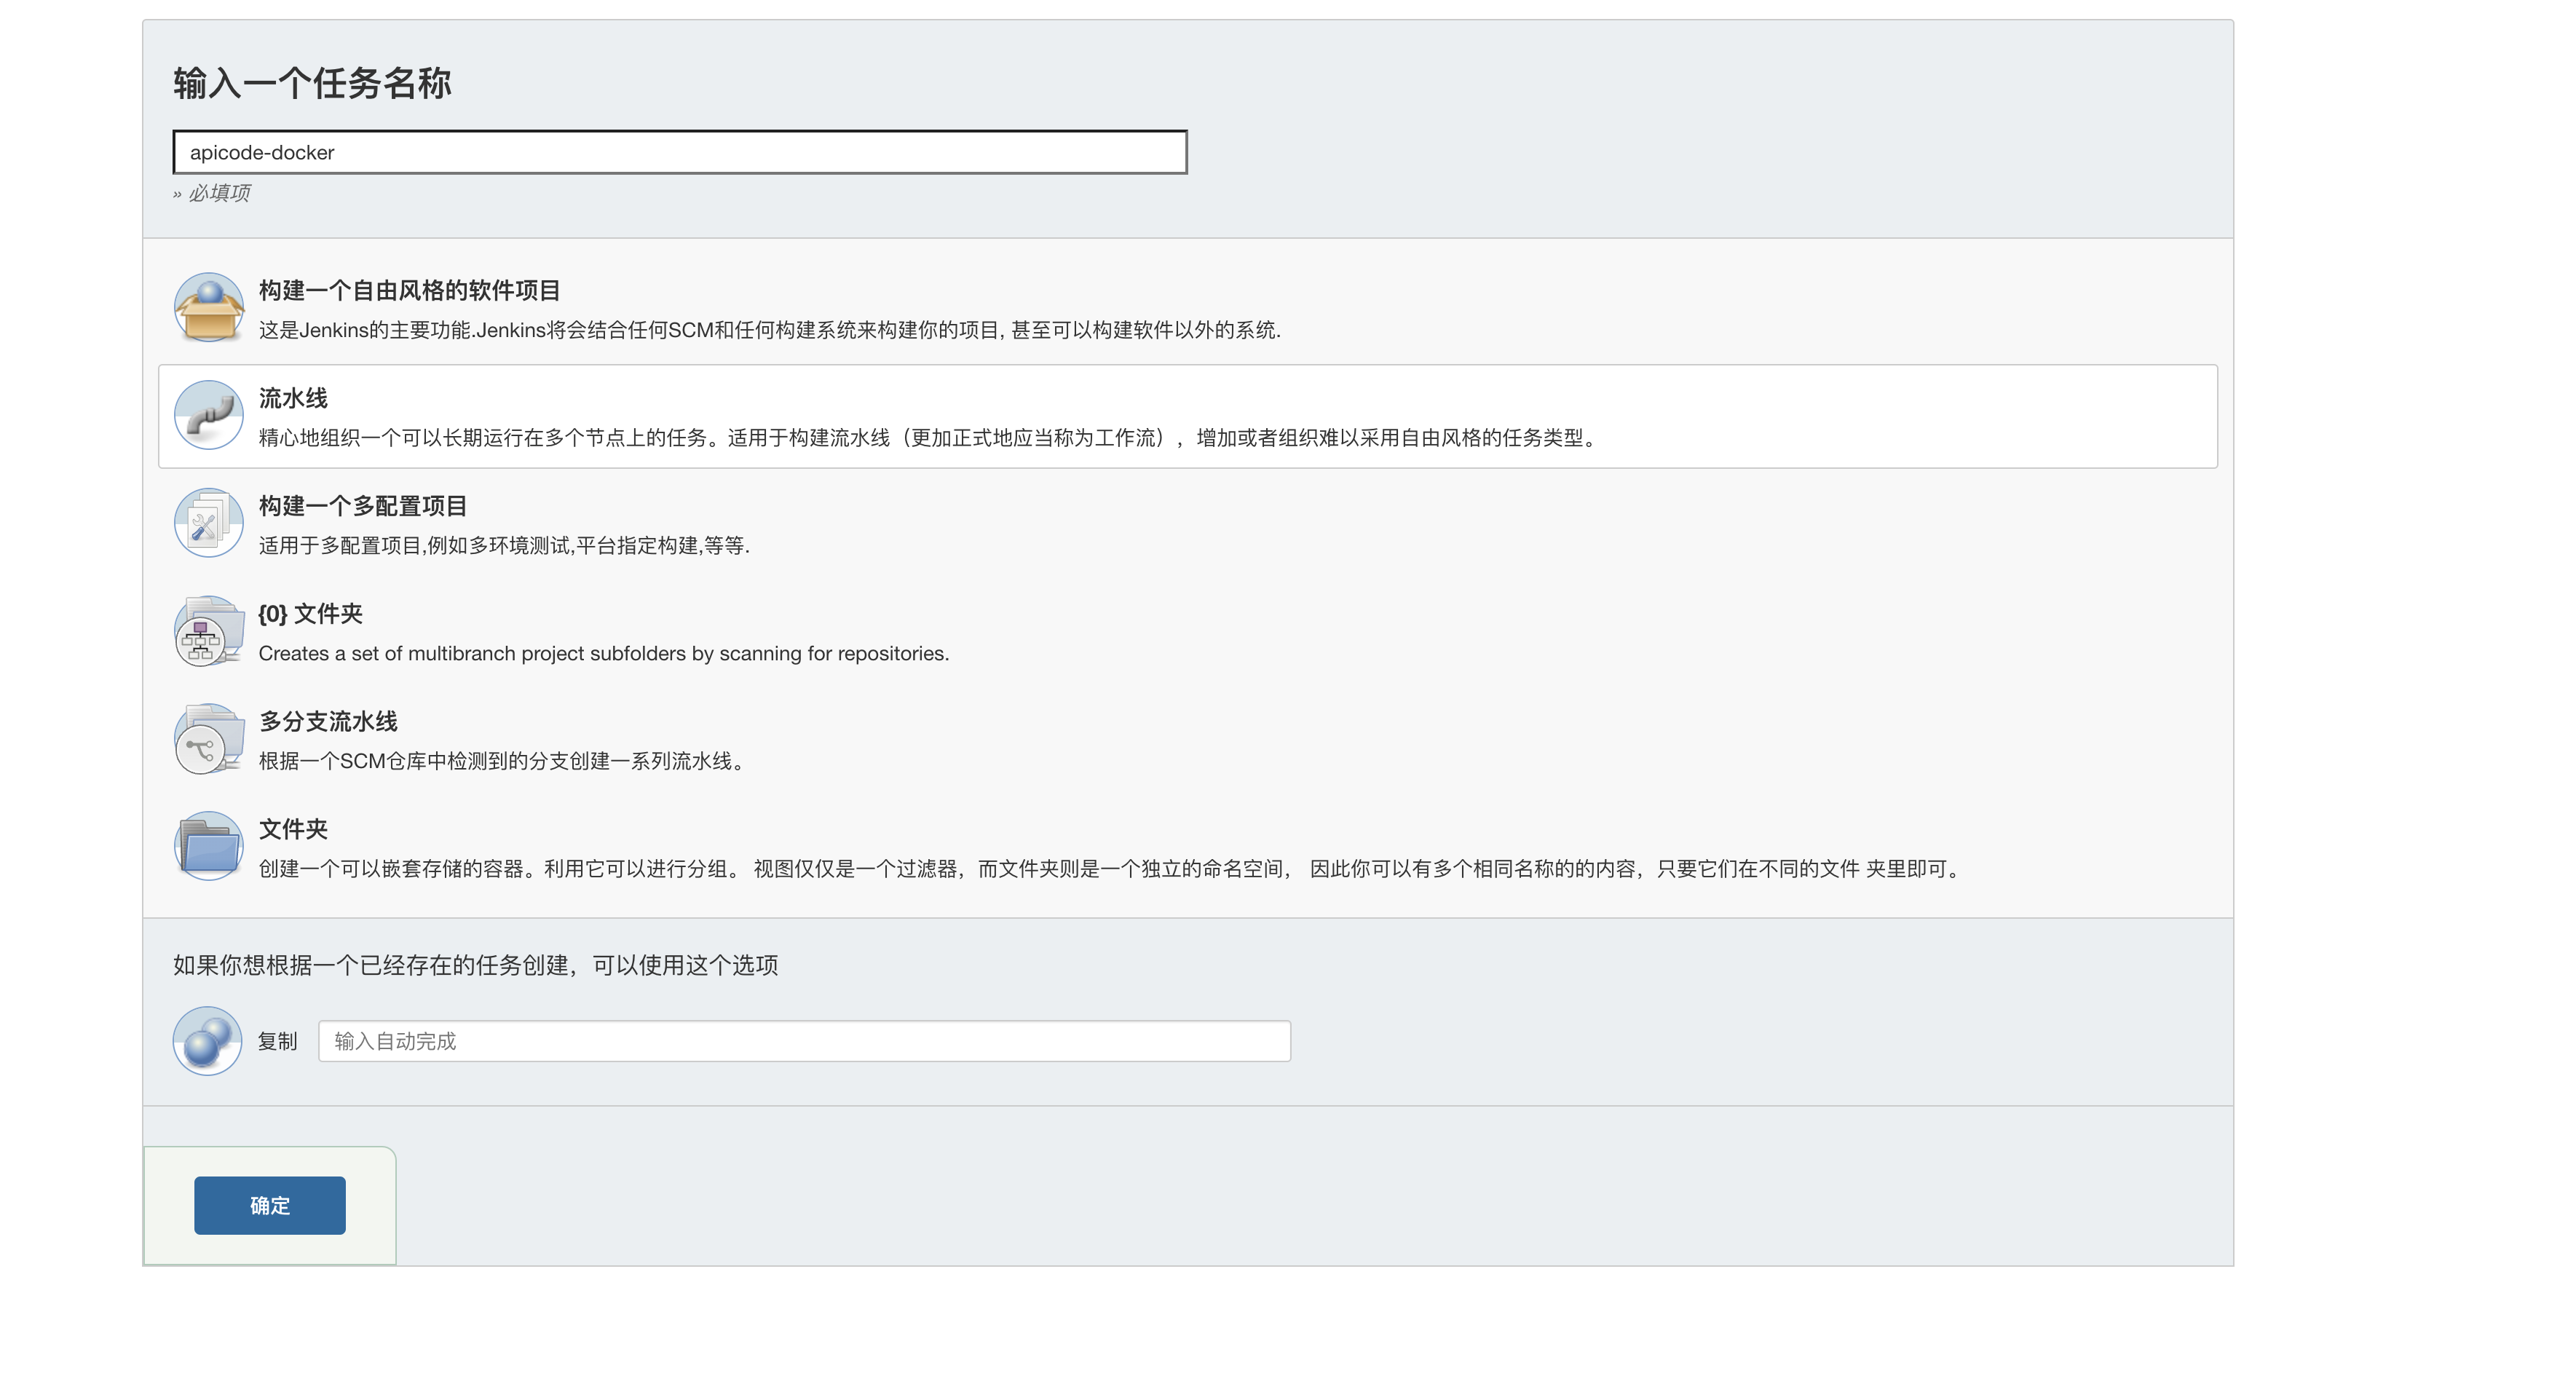 输入一个任务名称
apicode-docker
» 必填项
构建一个自由风格的软件项目
这是Jenkins的主要功能.Jenkins将会结合任何SCM和任何构建系统来构建你的项目, 甚至可以构建软件以外的系统.
流水线
精心地组织一个可以长期运行在多个节点上的任务。适用于构建流水线（更加正式地应当称为工作流），增加或者组织难以采用自由风格的任务类型。
构建一个多配置项目
适用于多配置项目,例如多环境测试,平台指定构建,等等.
{0} 文件夹
Creates a set of multibranch project subfolders by scanning for repositories.
多分支流水线
根据一个SCM仓库中检测到的分支创建一系列流水线。
文件夹
创建一个可以嵌套存储的容器。利用它可以进行分组。 视图仅仅是一个过滤器，而文件夹则是一个独立的命名空间， 因此你可以有多个相同名称的的内容，只要它们在不同的文件 夹里即可。
如果你想根据一个已经存在的任务创建，可以使用这个选项
复制 输入自动完成
确定